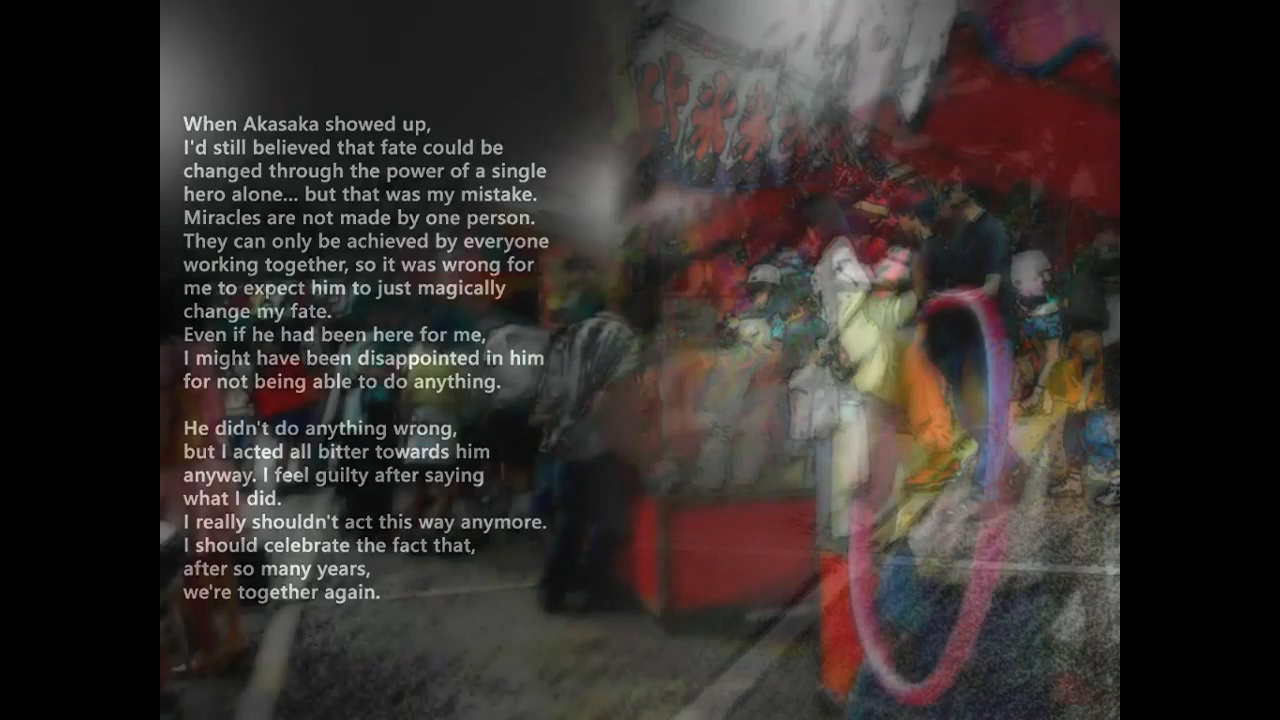 When Akasaka showed up,
I'd still believed that fate could be
changed through the power of a single
hero alone... but that was my mistake.
Miracles are not made by one person.
They can only be achieved by everyone
working together, so it was wrong for
me to expect him to just magically
change my fate.
Even if he had been here for me,
I might have been disappointed in him
for not being able to do anything.
He didn't do anything wrong,
but I acted all bitter towards him
anyway. I feel guilty after saying
what I did.
I really shouldn't act this way anymore.
I should celebrate the fact that,
after so many years,
we're together again.